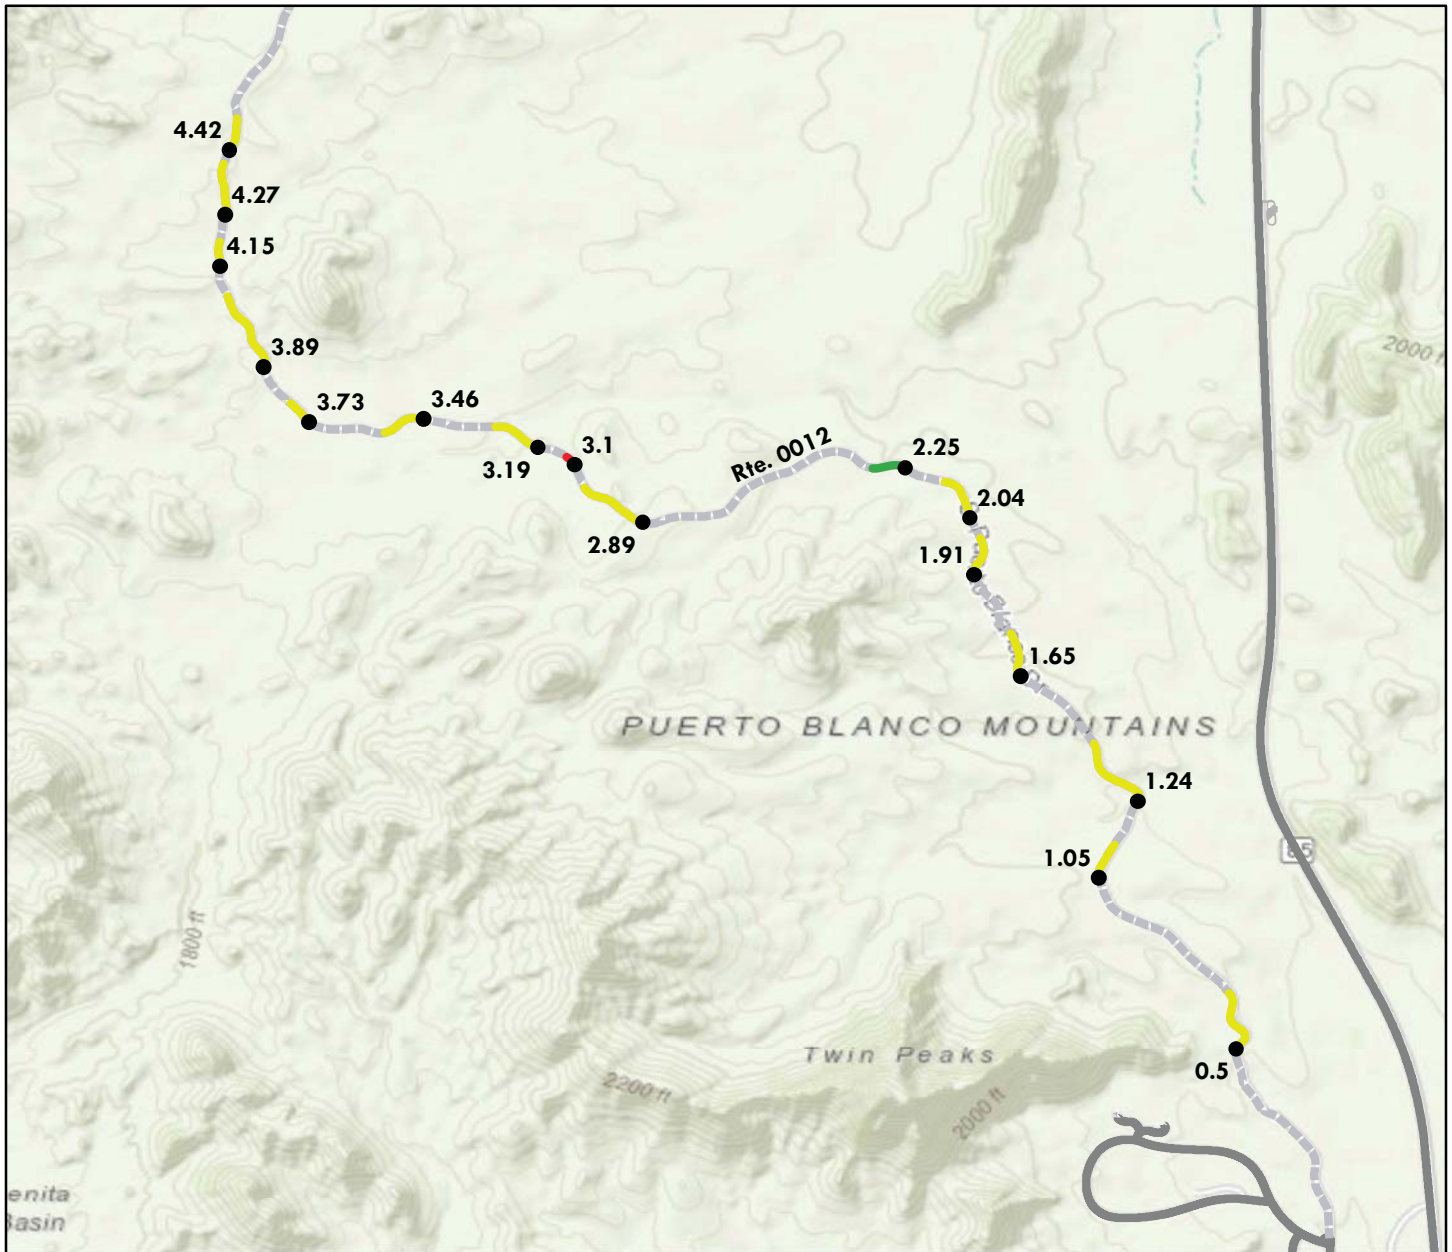 4.42
4.27
4.15
3.89
2000 ft
3.73
3.46
3.19
3.1
Rte. 0012
2.25
2.04
2.89
1.91
1.65
PUERTO BLANCO MOUNTAINS
1.24
85
1.05
1800 ft
Twin Peaks
0.5
2200 ft
2000 ft
enita
Basin